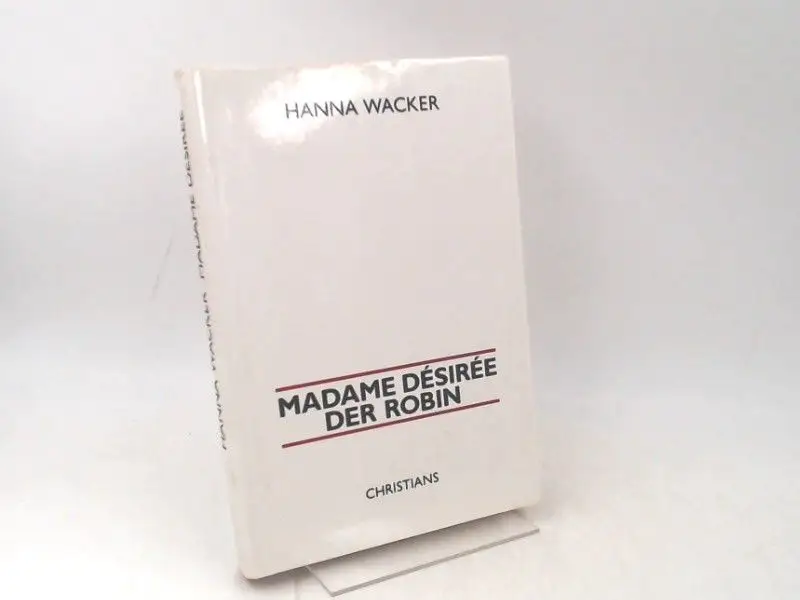 HANNA WACKER
MADAME DÉSIRÉE
DER ROBIN
CHRISTIANS
HANNA WACKER MADAME DÉSIRÉE